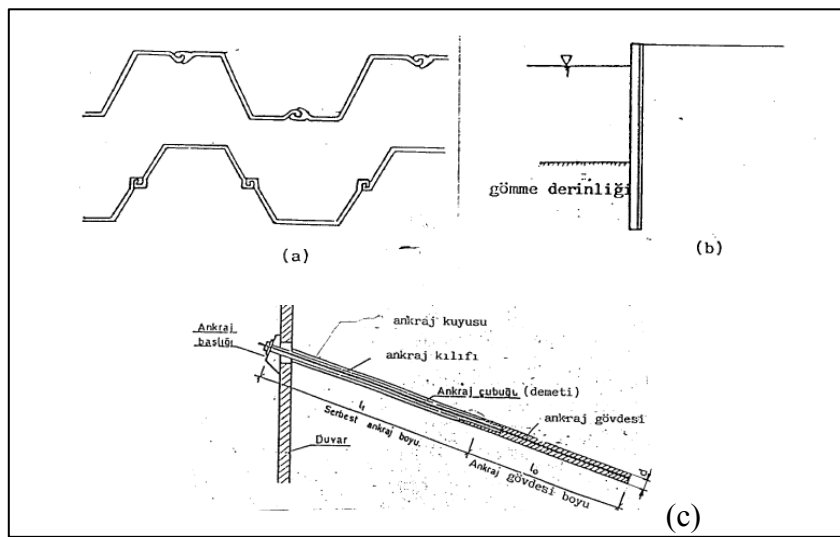 gömme derinliği
(a)
(b)
Ankraj
başlığı
ankraj kuyusu
ankraj kılıfı
Ankraj çubuğu (demeti)
ankraj gövdesi
Serbest ankraj boyu.
Duvar
l₀
Ankraj gövdesi boyu
d
(c)